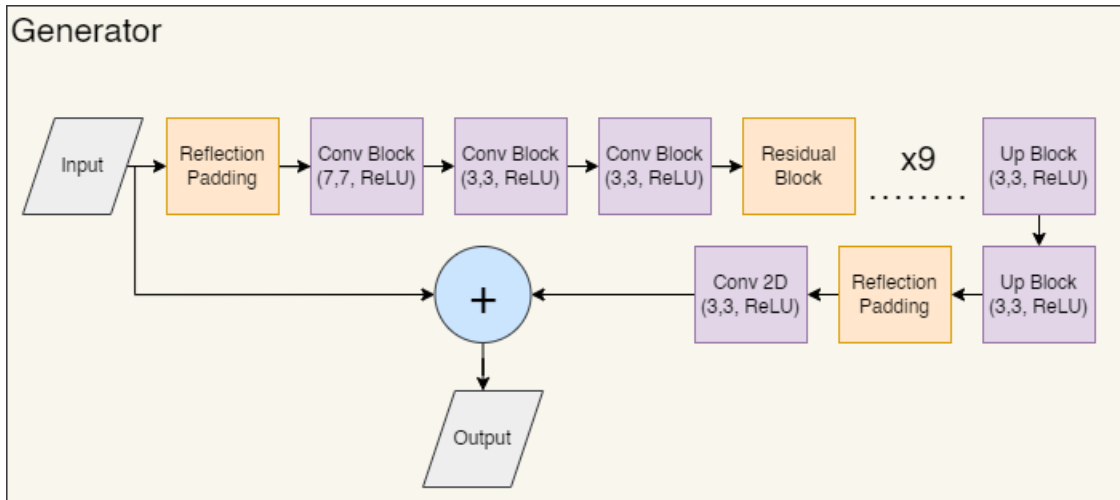 Generator
Input
Reflection
Padding
Conv Block
(7,7, ReLU)
Conv Block
(3,3, ReLU)
Conv Block
(3,3, ReLU)
Residual
Block
x9
........
Up Block
(3,3, ReLU)
Up Block
(3,3, ReLU)
Reflection
Padding
Conv 2D
(3,3, ReLU)
+
Output